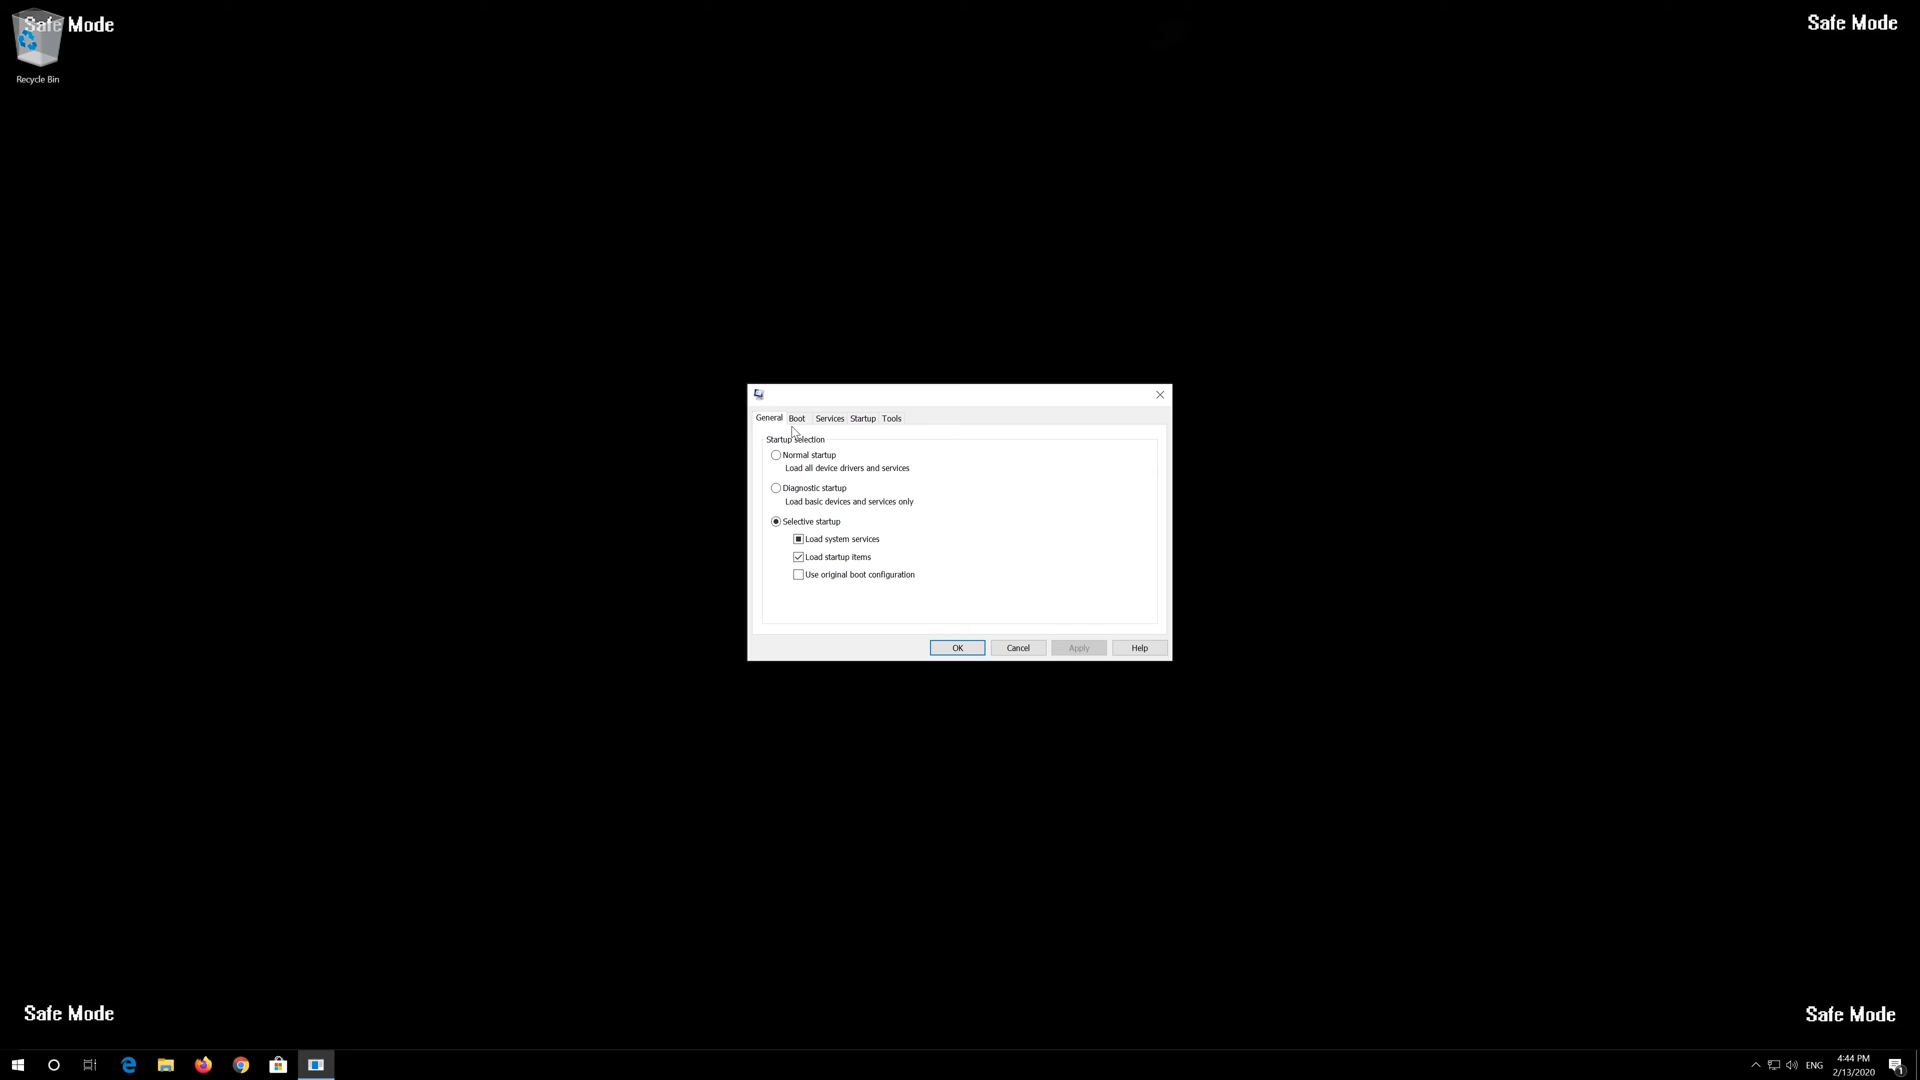 Safe Mode
Safe Mode
Recycle Bin
General
Boot
Services
Startup
Tools
Startup selection
Normal startup
Load all device drivers and services
Diagnostic startup
Load basic devices and services only
Selective startup
Load system services
Load startup items
Use original boot configuration
OK
Cancel
Apply
Help
Safe Mode
Safe Mode
ENG
4:44 PM
2/13/2020
1